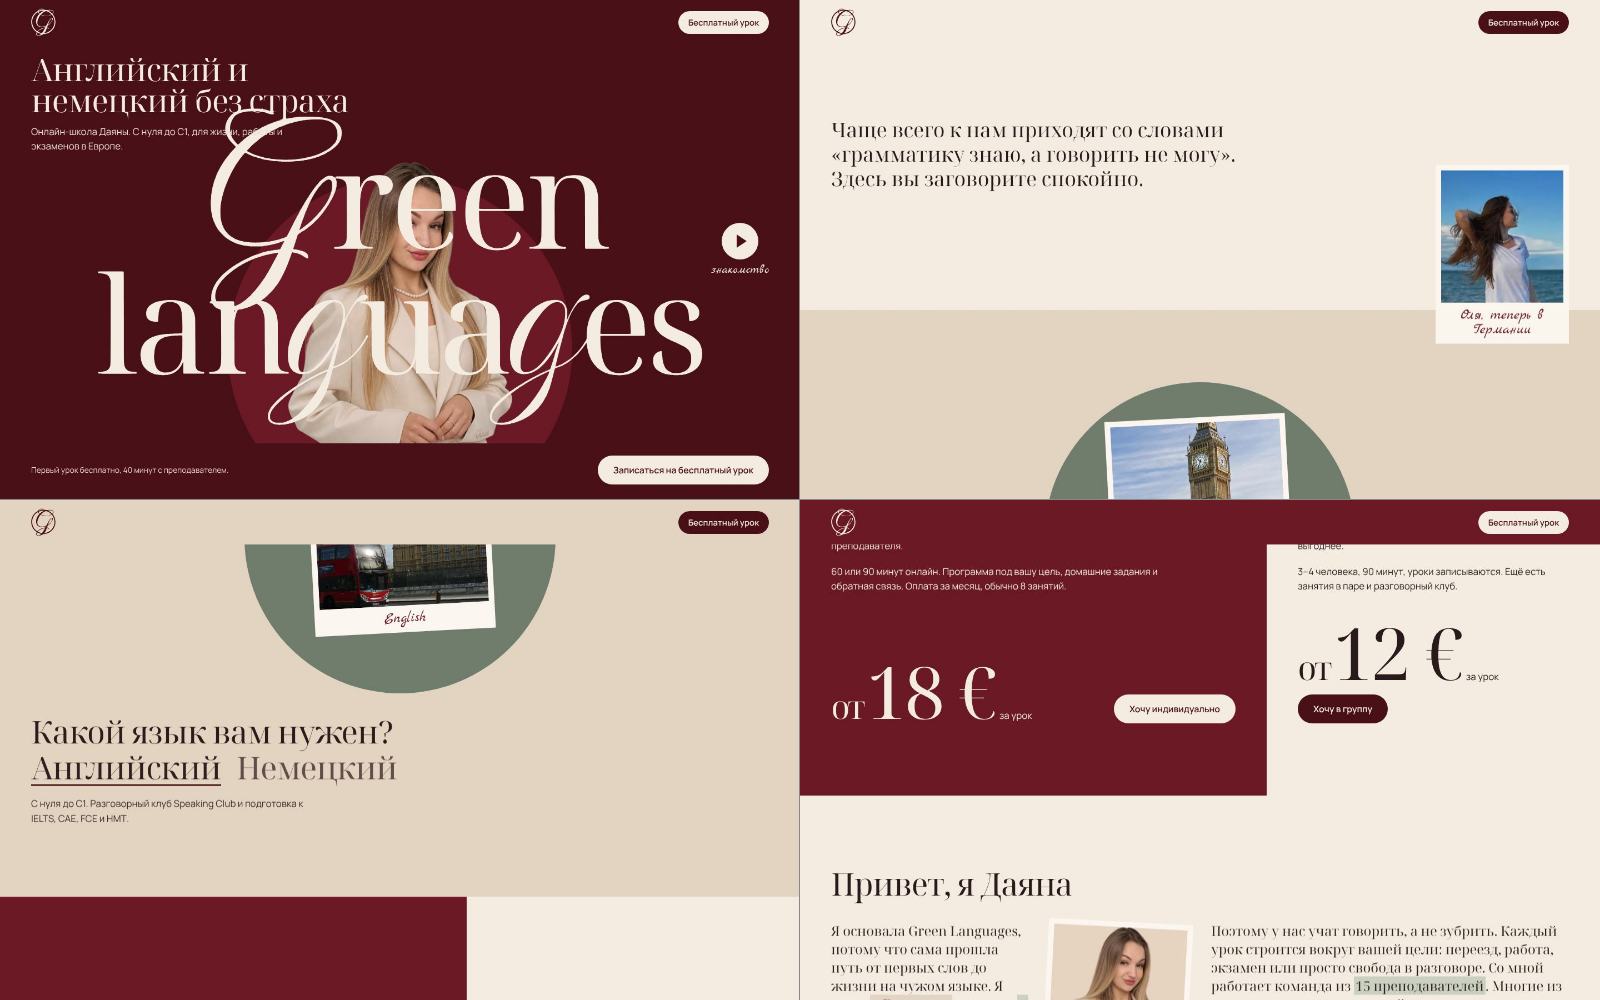 Бесплатный урок
Английский и
немецкий без страха
Онлайн-школа Даяны. С нуля до C1, для жизни, работы и
экзаменов в Европе.
Green
languages
знакомство
Первый урок бесплатно, 40 минут с преподавателем.
Записаться на бесплатный урок
Бесплатный урок
Чаще всего к нам приходят со словами
«грамматику знаю, а говорить не могу».
Здесь вы заговорите спокойно.
Оля, теперь в
Германии
Бесплатный урок
English
Какой язык вам нужен?
Английский Немецкий
С нуля до C1. Разговорный клуб Speaking Club и подготовка к
IELTS, CAE, FCE и НМТ.
Бесплатный урок
преподавателя.
60 или 90 минут онлайн. Программа под вашу цель, домашние задания и
обратная связь. Оплата за месяц, обычно 8 занятий.
от 18 € за урок
Хочу индивидуально
выгоднее.
3–4 человека, 90 минут, уроки записываются. Ещё есть
занятия в паре и разговорный клуб.
от 12 € за урок
Хочу в группу
Привет, я Даяна
Я основала Green Languages,
потому что сама прошла
путь от первых слов до
жизни на чужом языке. Я
Поэтому у нас учат говорить, а не зубрить. Каждый
урок строится вокруг вашей цели: переезд, работа,
экзамен или просто свобода в разговоре. Со мной
работает команда из 15 преподавателей. Многие из